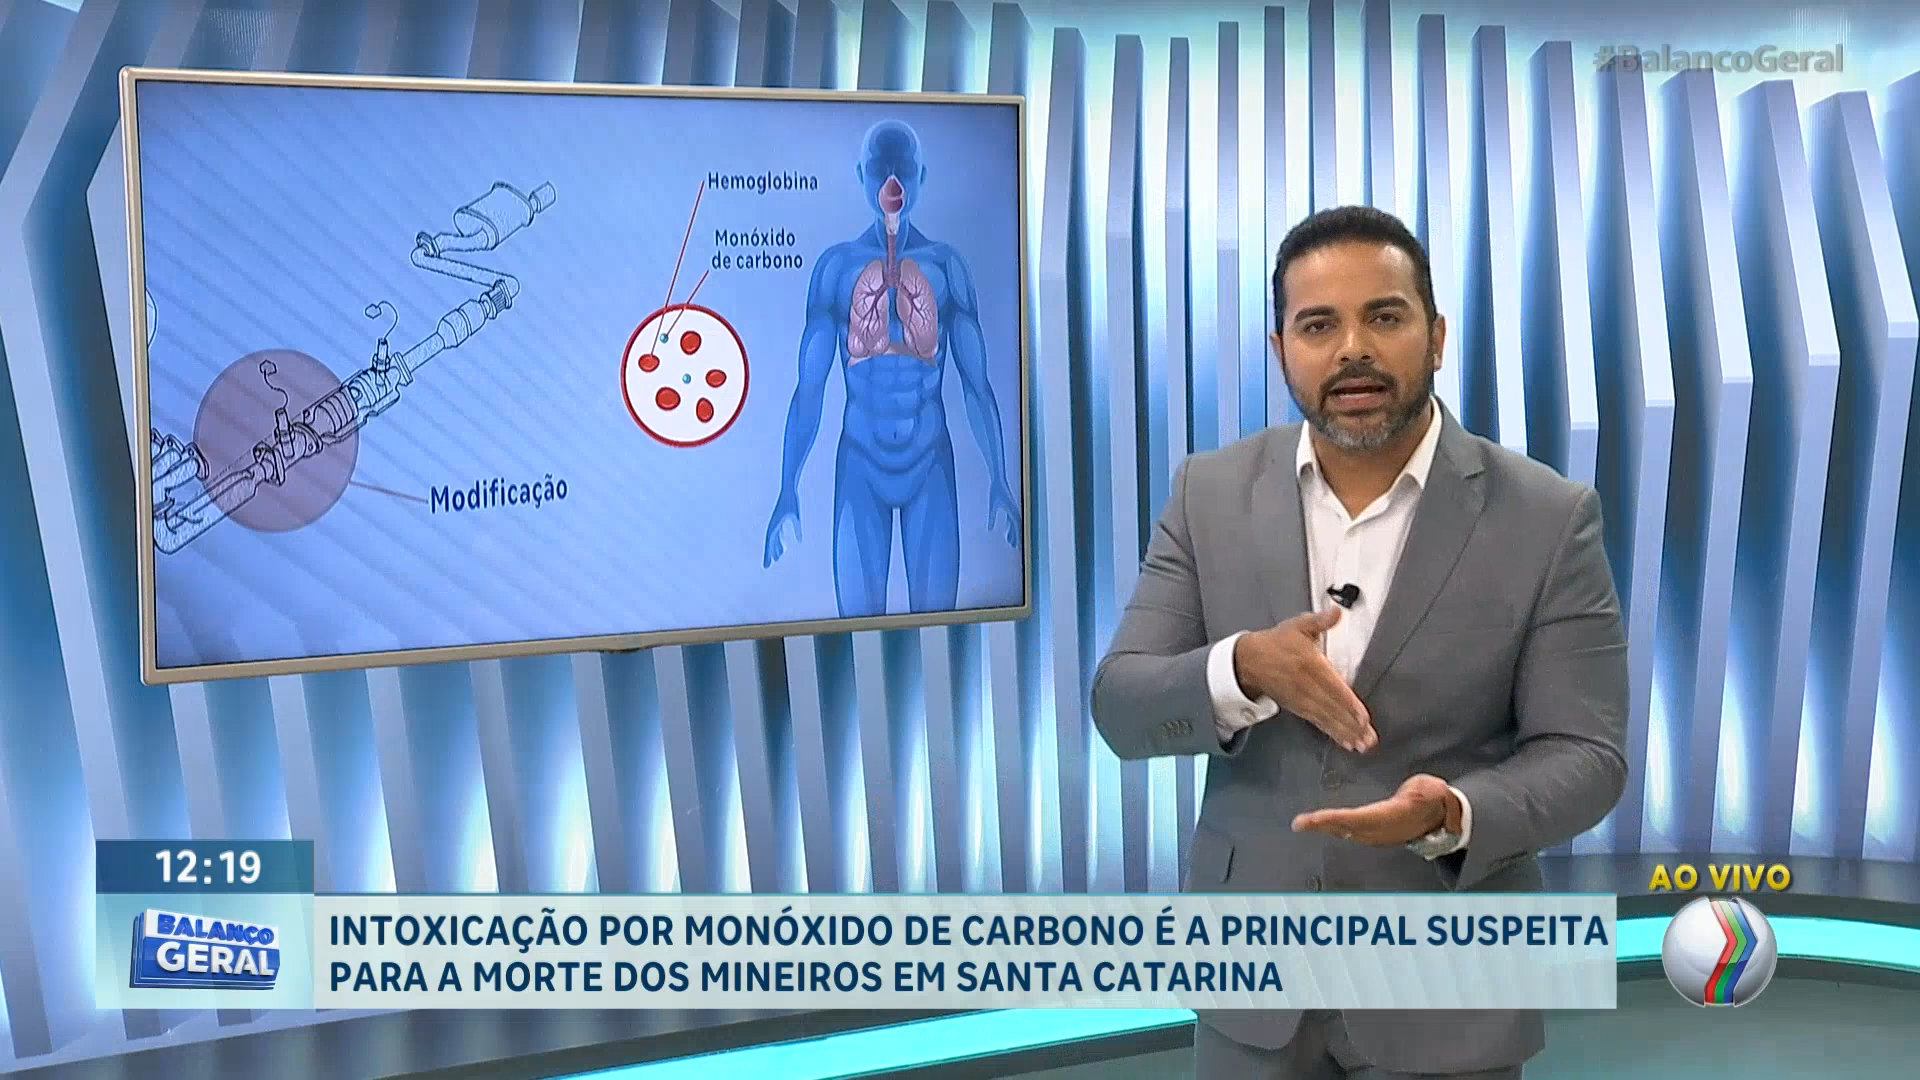 #BalancoGeral
Hemoglobina
Monóxido
de carbono
Modificação
12:19
BALANÇO
GERAL
INTOXICAÇÃO POR MONÓXIDO DE CARBONO É A PRINCIPAL SUSPEITA
PARA A MORTE DOS MINEIROS EM SANTA CATARINA
AO VIVO